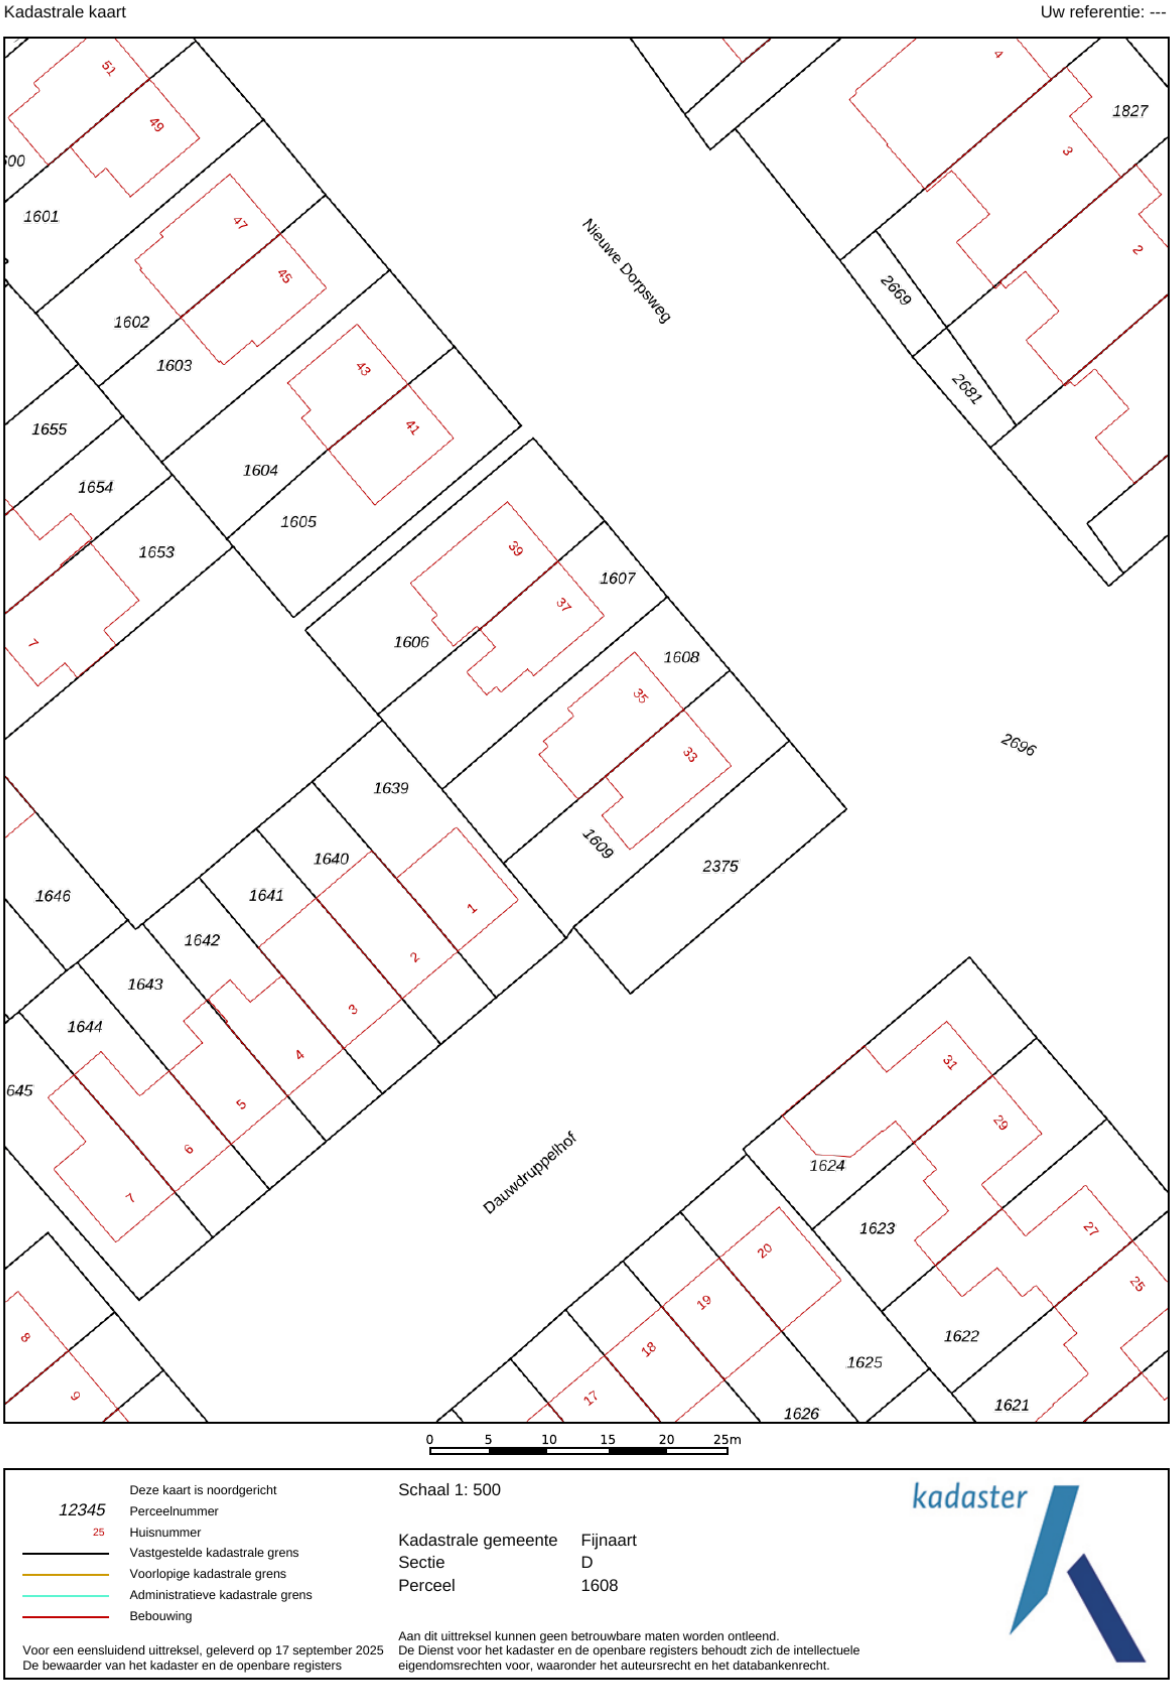 Kadastrale kaart
Uw referentie: ---
51
4
49
1827
3
600
1601
47
2
45
Nieuwe Dorpsweg
2669
1602
1603
43
2681
41
1655
1604
1654
1605
1653
39
1607
37
7
1606
1608
35
2696
33
1639
1609
1640
2375
1646
1641
1
1642
2
1643
3
1644
4
31
645
5
29
6
Dauwdruppelhof
1624
7
1623
27
20
25
19
8
18
1622
1625
9
17
1621
1626
0 5 10 15 20 25m
Deze kaart is noordgericht
12345 Perceelnummer
25 Huisnummer
Vastgestelde kadastrale grens
Voorlopige kadastrale grens
Administratieve kadastrale grens
Bebouwing
Voor een eensluidend uittreksel, geleverd op 17 september 2025
De bewaarder van het kadaster en de openbare registers
Schaal 1: 500
Kadastrale gemeente Fijnaart
Sectie D
Perceel 1608
Aan dit uittreksel kunnen geen betrouwbare maten worden ontleend.
De Dienst voor het kadaster en de openbare registers behoudt zich de intellectuele
eigendomsrechten voor, waaronder het auteursrecht en het databankenrecht.
kadaster